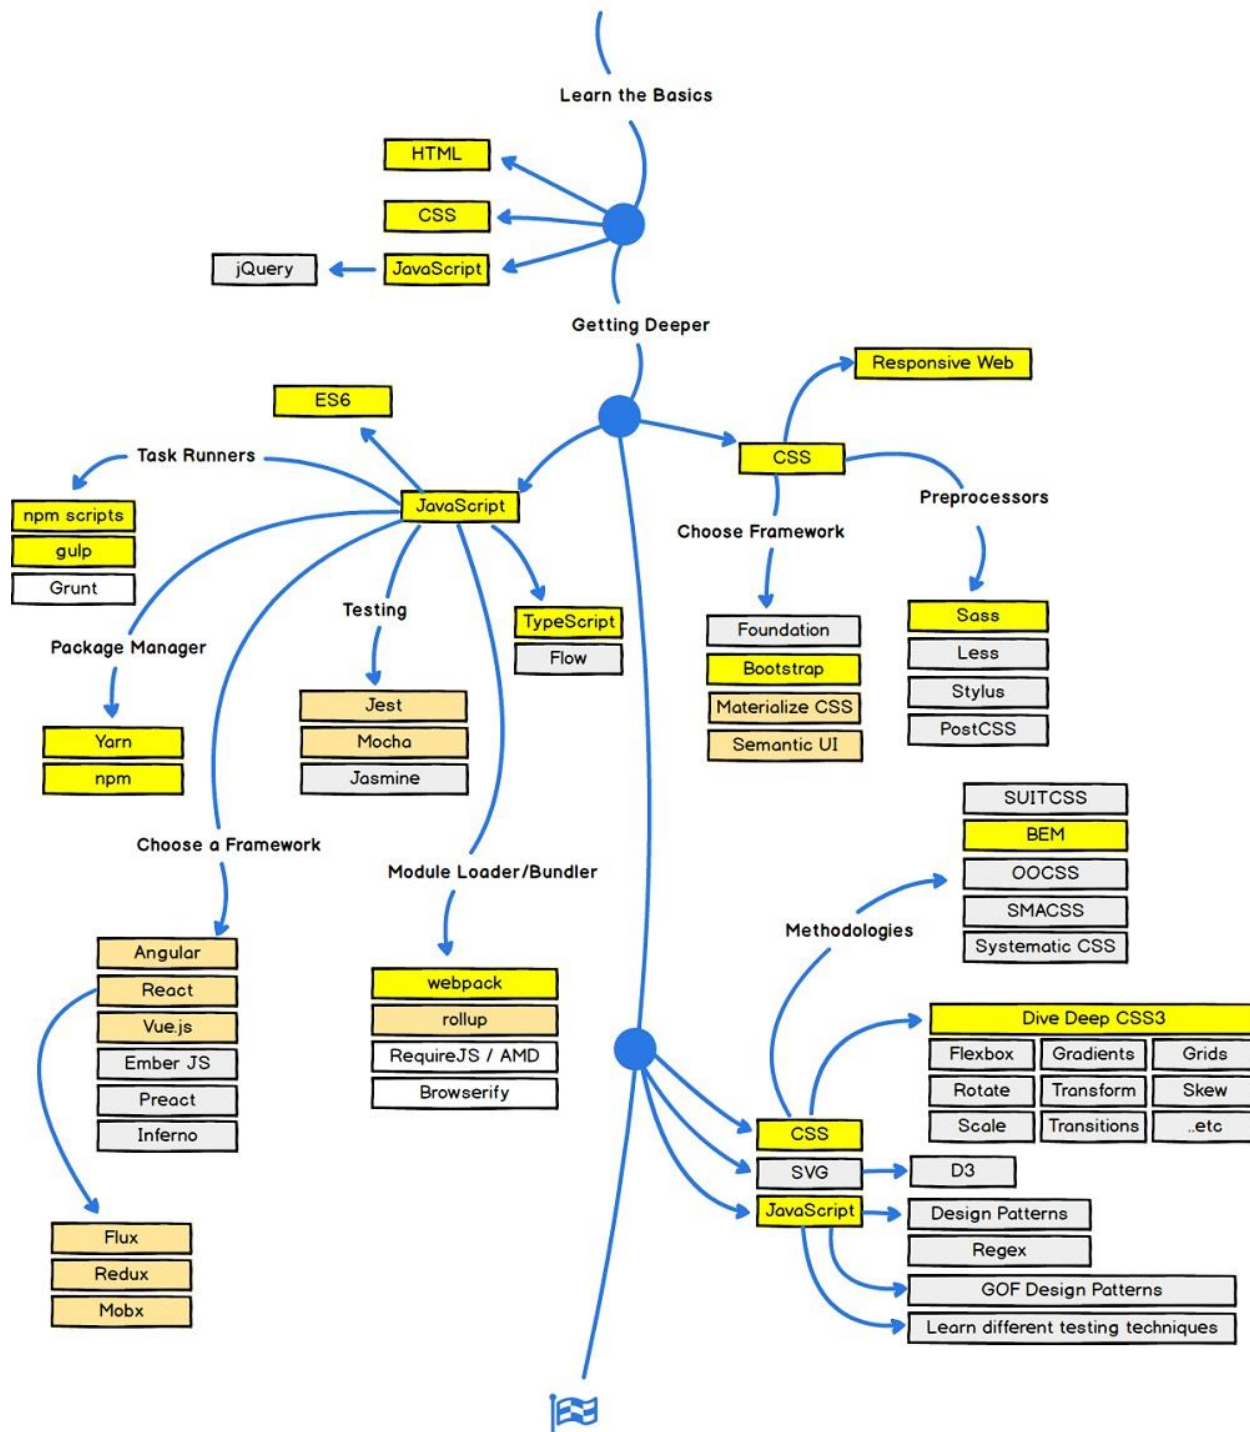 Learn the Basics
HTML
CSS
jQuery
JavaScript
Getting Deeper
Responsive Web
ES6
CSS
Task Runners
JavaScript
Preprocessors
npm scripts
gulp
Grunt
Choose Framework
Testing
TypeScript
Flow
Package Manager
Foundation
Bootstrap
Materialize CSS
Semantic UI
Sass
Less
Stylus
PostCSS
Jest
Mocha
Jasmine
Yarn
npm
Choose a Framework
Module Loader/Bundler
SUITCSS
BEM
OOCSS
SMACSS
Systematic CSS
Methodologies
Angular
React
Vue.js
Ember JS
Preact
Inferno
webpack
rollup
RequireJS / AMD
Browserify
Dive Deep CSS3
Flexbox Gradients Grids
Rotate Transform Skew
Scale Transitions ..etc
CSS
SVG
D3
JavaScript
Design Patterns
Regex
GOF Design Patterns
Learn different testing techniques
Flux
Redux
Mobx